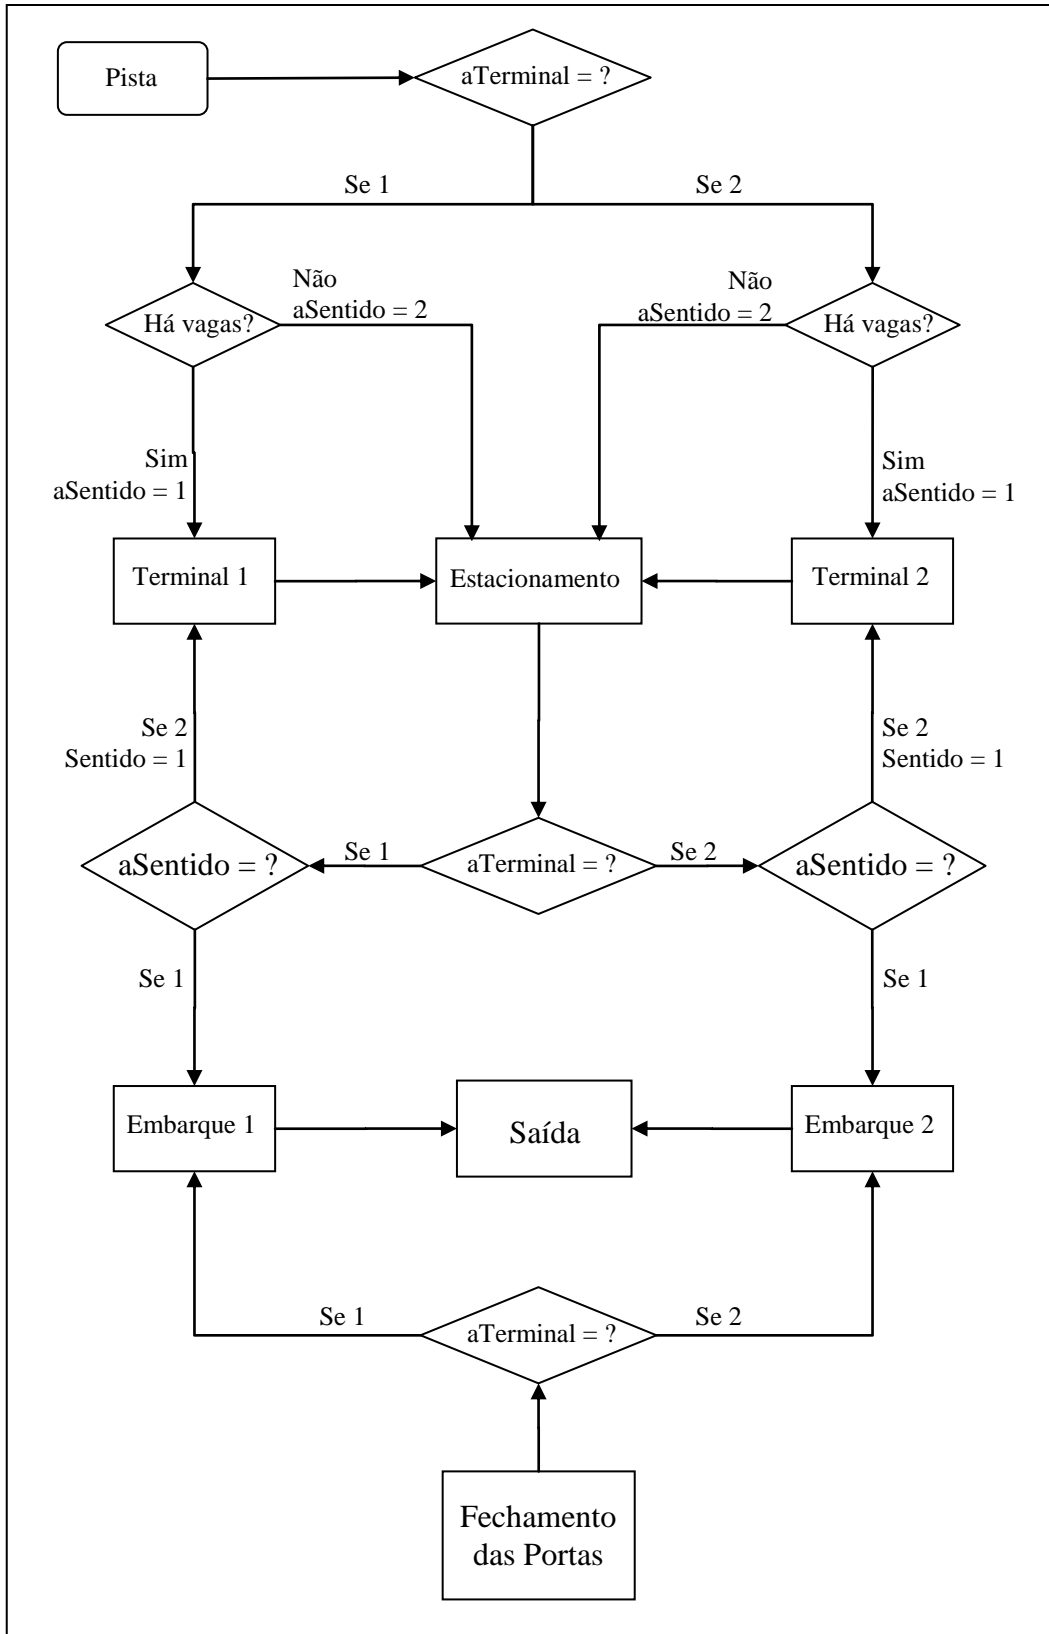 Pista
aTerminal = ?
Se 1
Se 2
Não
aSentido = 2
Não
aSentido = 2
Há vagas?
Há vagas?
Sim
aSentido = 1
Sim
aSentido = 1
Terminal 1
Estacionamento
Terminal 2
Se 2
Sentido = 1
Se 2
Sentido = 1
aSentido = ?
Se 1
aTerminal = ?
Se 2
aSentido = ?
Se 1
Se 1
Embarque 1
Saída
Embarque 2
Se 1
aTerminal = ?
Se 2
Fechamento
das Portas